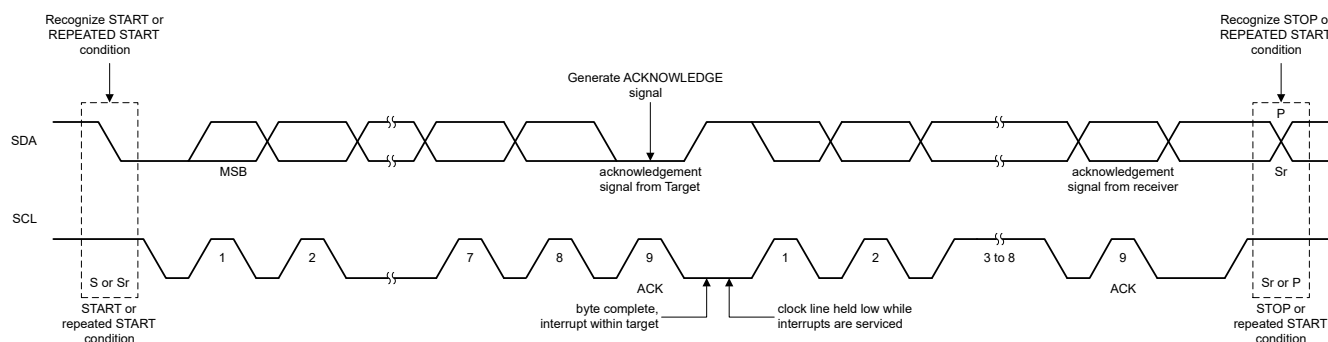 Recognize START or
REPEATED START
condition
Recognize STOP o
REPEATED START
condition
Generate ACKNOWLEDGE
signal
P
SDA
MSB
acknowledgement
signal from Target
acknowledgement
signal from receiver
Sr
SCL
1
2
7
8
9
1
2
3 to 8
9
S or Sr
ACK
ACK
Sr or P
START or
repeated START
condition
byte complete,
interrupt within target
clock line held low while
interrupts are serviced
STOP or
repeated START
condition